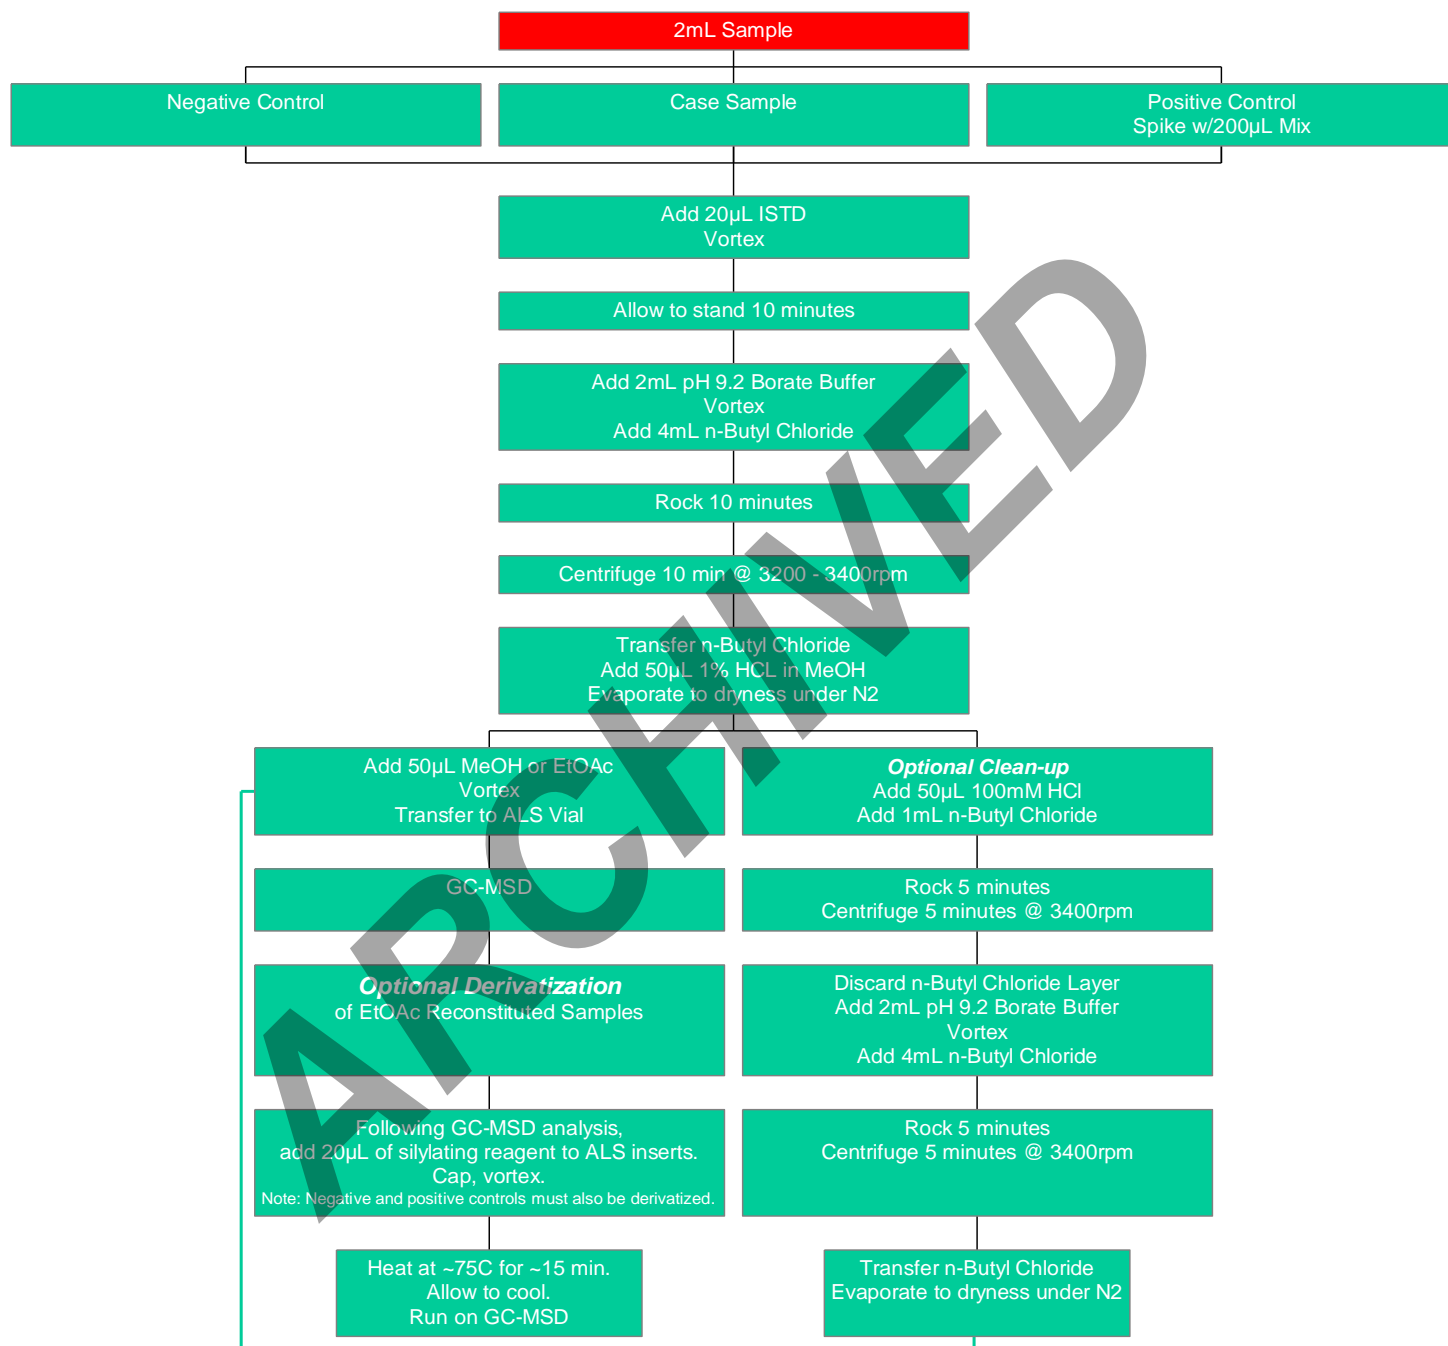 2mL Sample
Negative Control
Case Sample
Positive Control
Spike w/200µL Mix
Add 20µL ISTD
Vortex
Allow to stand 10 minutes
Add 2mL pH 9.2 Borate Buffer
Vortex
Add 4mL n-Butyl Chloride
Rock 10 minutes
Centrifuge 10 min @ 3200 - 3400rpm
Transfer n-Butyl Chloride
Add 50µL 1% HCL in MeOH
Evaporate to dryness under N2
Add 50µL MeOH or EtOAc
Vortex
Transfer to ALS Vial
GC-MSD
Optional Derivatization
of EtOAc Reconstituted Samples
Following GC-MSD analysis,
add 20µL of silylating reagent to ALS inserts.
Cap, vortex.
Note: Negative and positive controls must also be derivatized.
Heat at ~75C for ~15 min.
Allow to cool.
Run on GC-MSD
Optional Clean-up
Add 50µL 100mM HCl
Add 1mL n-Butyl Chloride
Rock 5 minutes
Centrifuge 5 minutes @ 3400rpm
Discard n-Butyl Chloride Layer
Add 2mL pH 9.2 Borate Buffer
Vortex
Add 4mL n-Butyl Chloride
Rock 5 minutes
Centrifuge 5 minutes @ 3400rpm
Transfer n-Butyl Chloride
Evaporate to dryness under N2
ARCHIVED